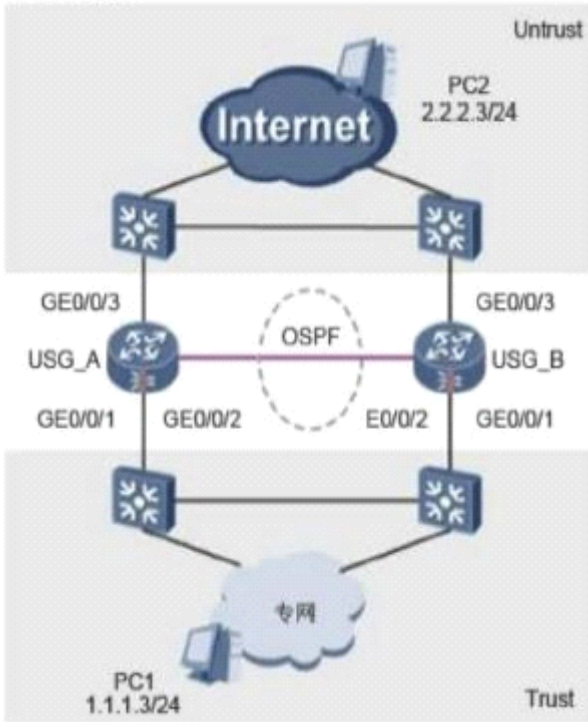 Untrust
PC2
2.2.2.3/24
Internet
GE0/0/3
GE0/0/3
OSPF
USG_A
USG_B
GE0/0/1
GE0/0/2
E0/0/2
GE0/0/1
专网
PC1
1.1.1.3/24
Trust